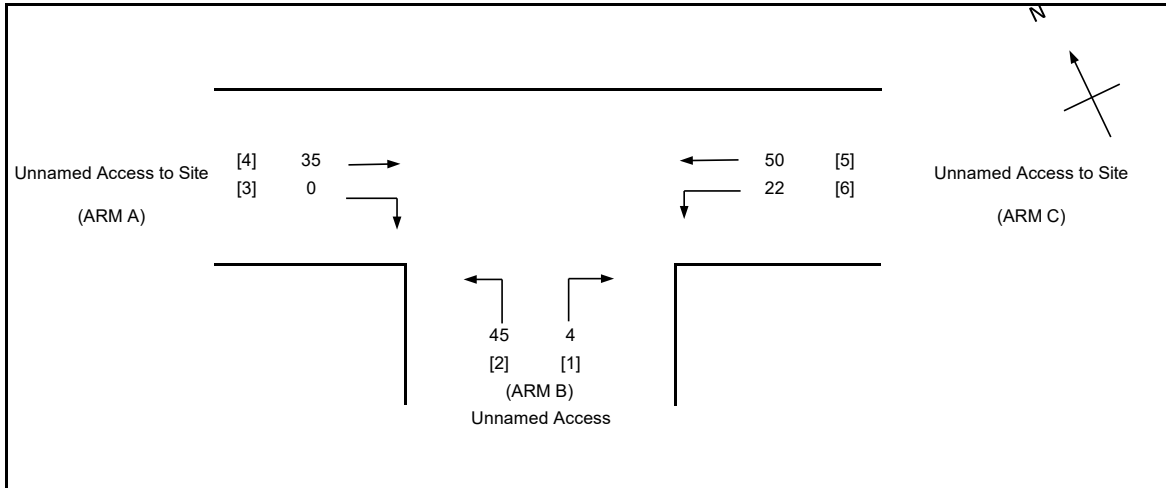 N
[4] 35
50 [5]
Unnamed Access to Site
Unnamed Access to Site
[3] 0
22 [6]
(ARM A)
(ARM C)
45 4
[2] [1]
(ARM B)
Unnamed Access